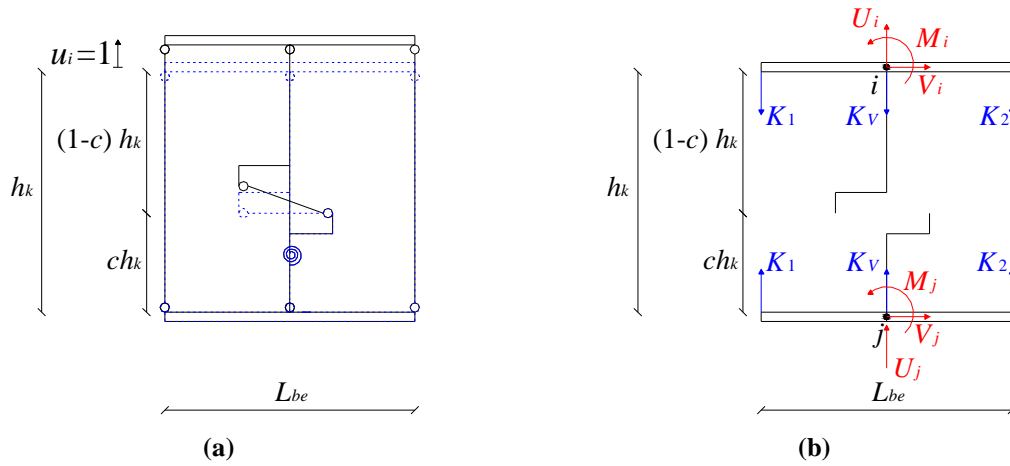 uᵢ=1
(1-c) hₖ
hₖ
chₖ
L_be
(a)
Uᵢ
Mᵢ
i
Vᵢ
K₁
K_V
K₂
(1-c) hₖ
hₖ
chₖ
K₁
K_V
K₂
Mⱼ
j
Vⱼ
Uⱼ
L_be
(b)